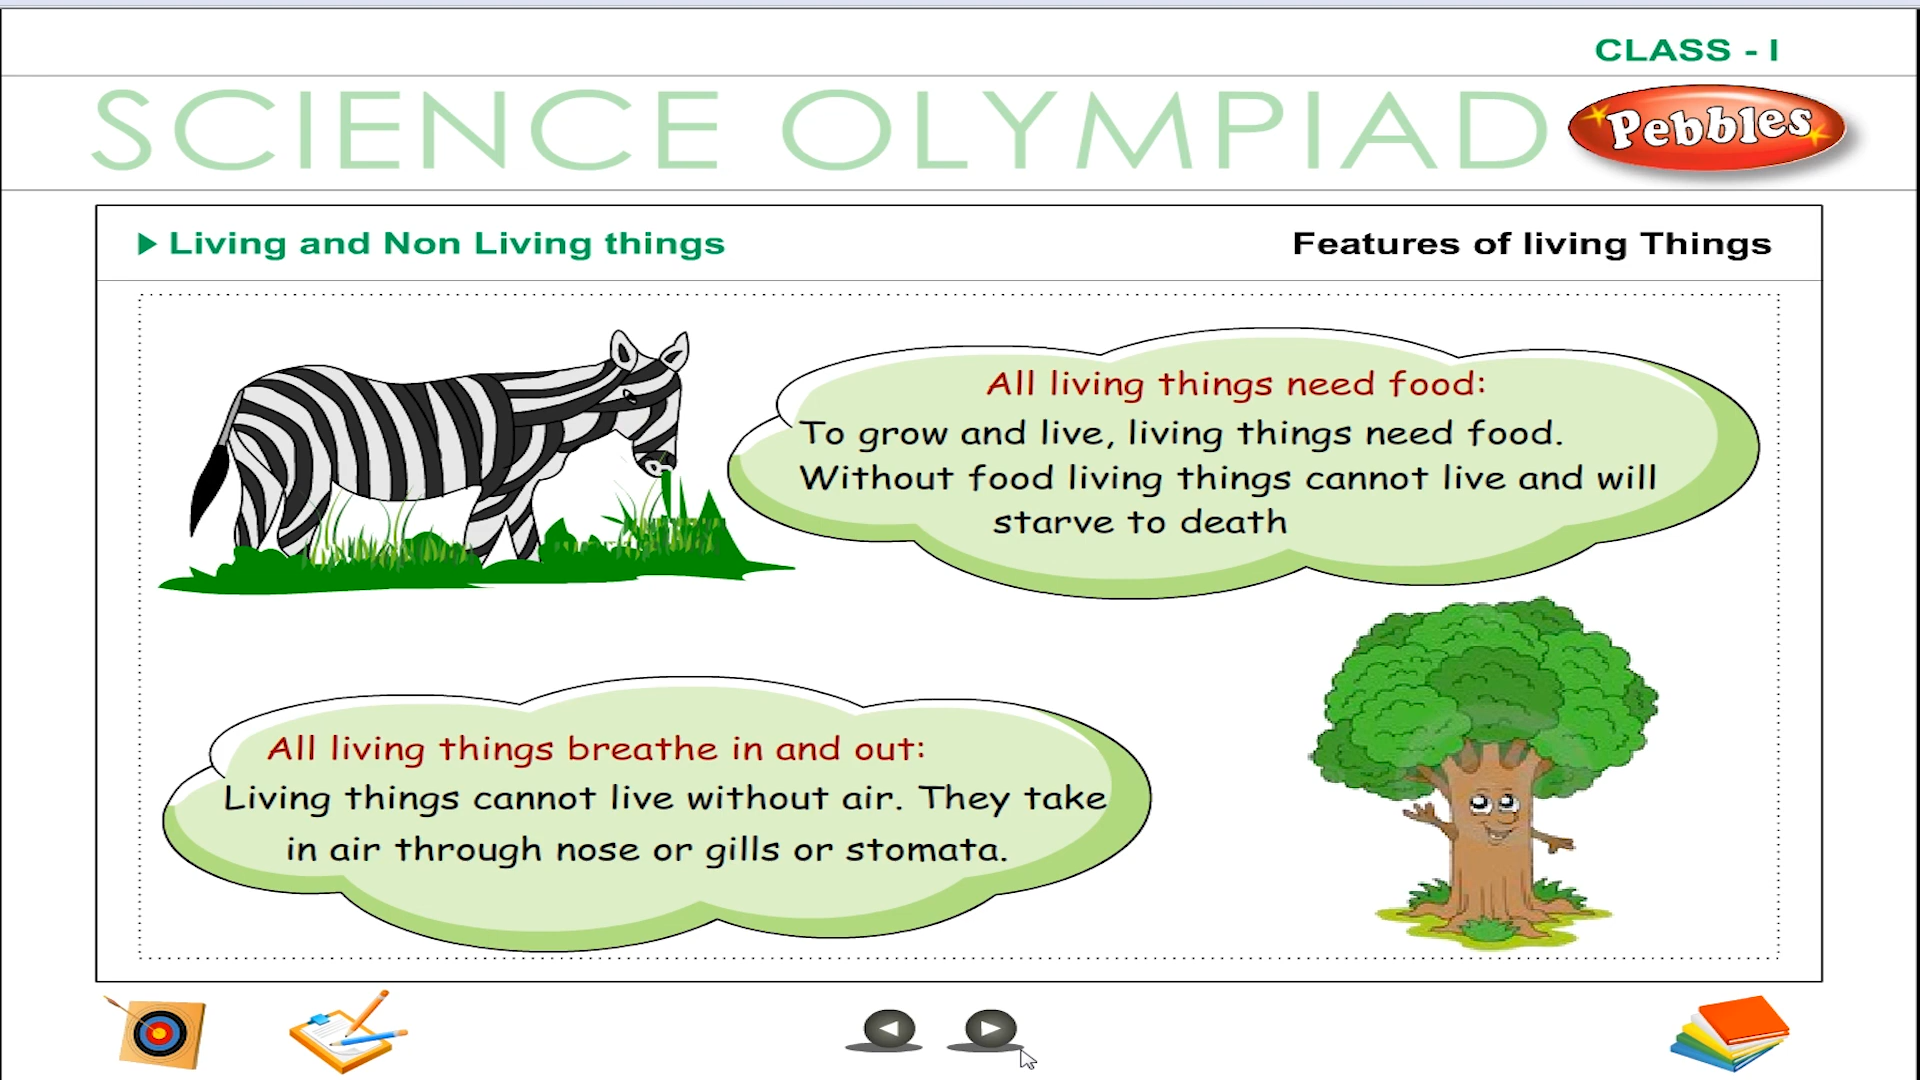 CLASS - I
SCIENCE OLYMPIAD
Pebbles
Living and Non Living things
Features of living Things
All living things need food:
To grow and live, living things need food.
Without food living things cannot live and will
starve to death
All living things breathe in and out:
Living things cannot live without air. They take
in air through nose or gills or stomata.